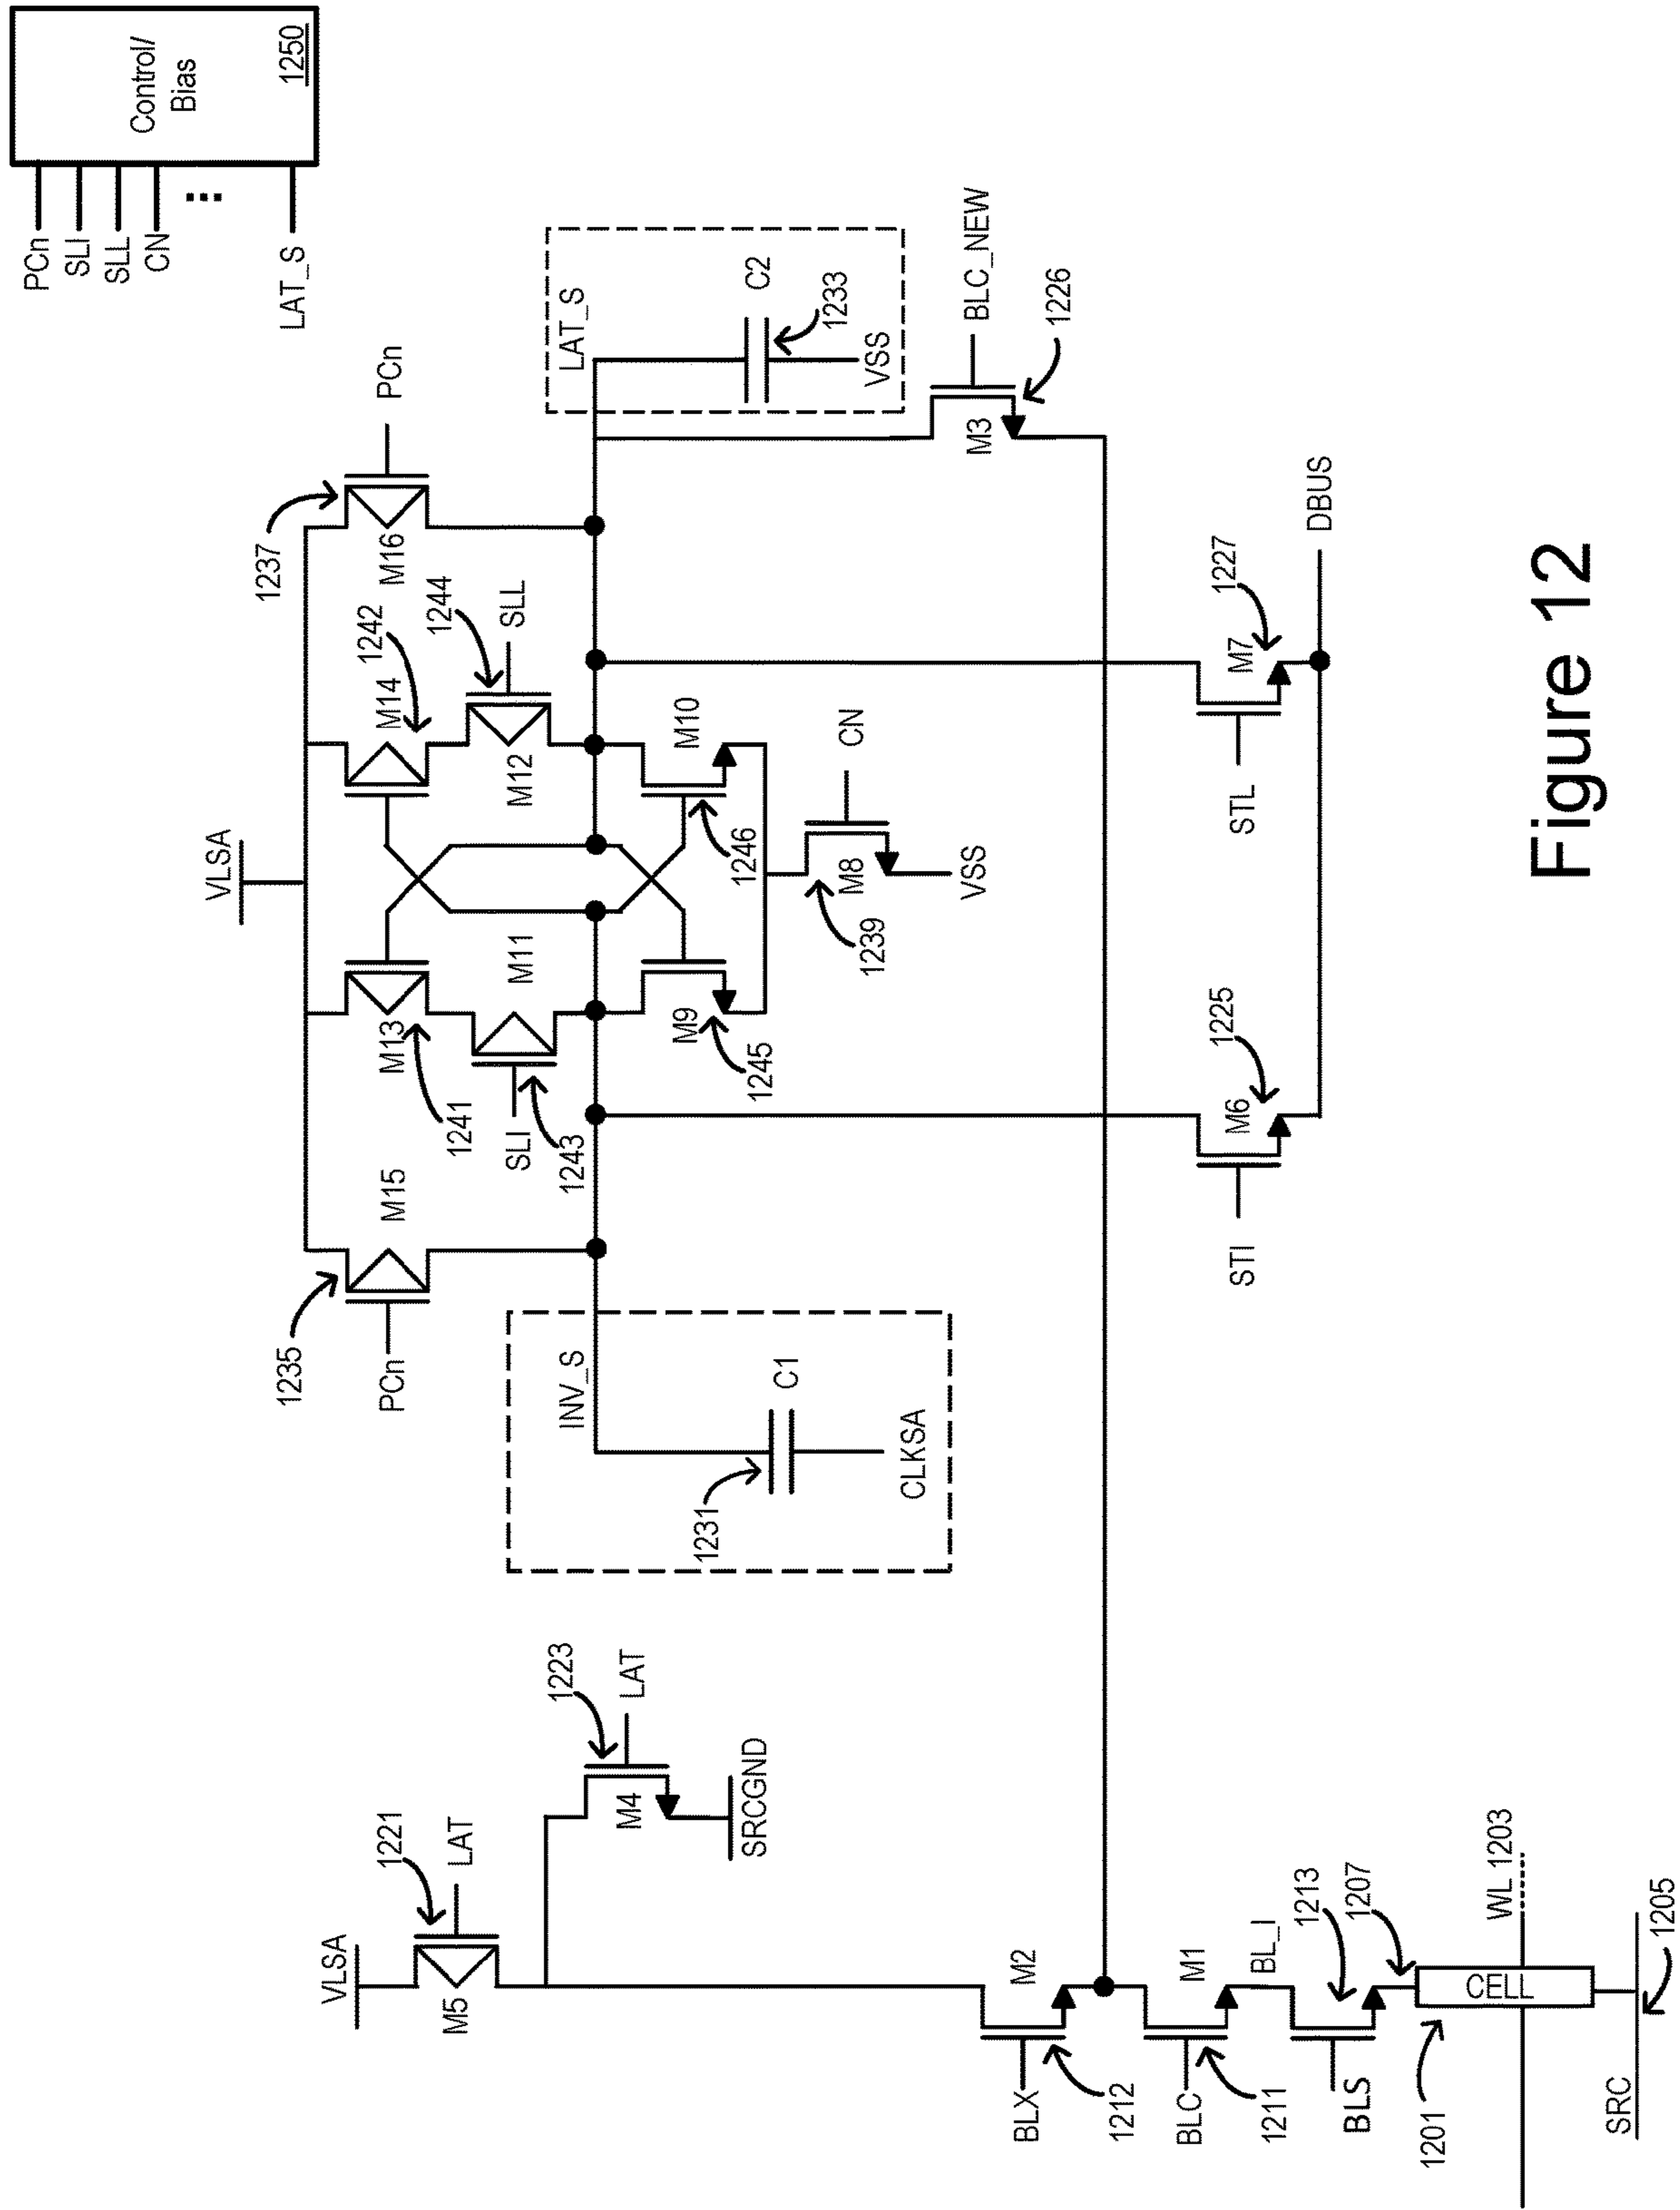 VLSA
1221
LAT
M5
1223
LAT
M4
SRCGND
BLX
M2
1212
BLC
M1
1211
BL_I
BLS
1213
1207
1201
CELL
WL 1203
SRC
1205
VLSA
1235
PCn
M15
1241
M13
SLI
1243
M11
M14
1242
1244
SLL
M12
1237
M16
PCn
INV_S
C1
1231
CLKSA
M9
1245
M10
1246
CN
M8
1239
VSS
LAT_S
C2
1233
VSS
BLC_NEW
M3
1226
STI
M6
1225
STL
M7
1227
DBUS
PCn
SLI
SLL
CN
...
LAT_S
Control/
Bias
1250
Figure 12